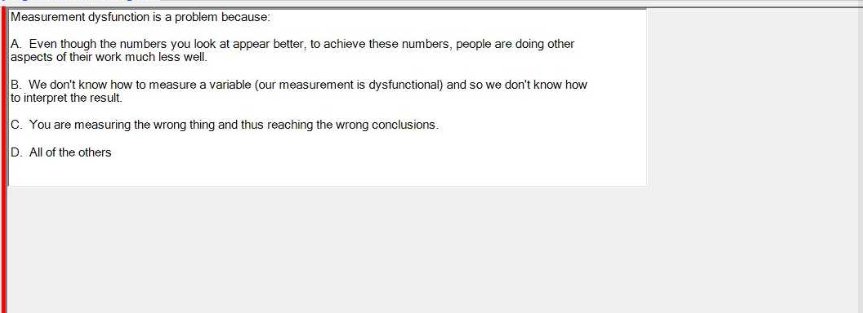 Measurement dysfunction is a problem because:
A. Even though the numbers you look at appear better, to achieve these numbers, people are doing other
aspects of their work much less well.
B. We don't know how to measure a variable (our measurement is dysfunctional) and so we don't know how
to interpret the result.
C. You are measuring the wrong thing and thus reaching the wrong conclusions.
D. All of the others